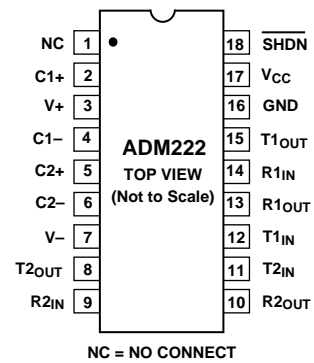 NC 1 18 SHDN
C1+ 2 17 VCC
V+ 3 16 GND
C1– 4 15 T1OUT
ADM222
C2+ 5 TOP VIEW 14 R1IN
C2– 6 (Not to Scale) 13 R1OUT
V– 7 12 T1IN
T2OUT 8 11 T2IN
R2IN 9 10 R2OUT
NC = NO CONNECT